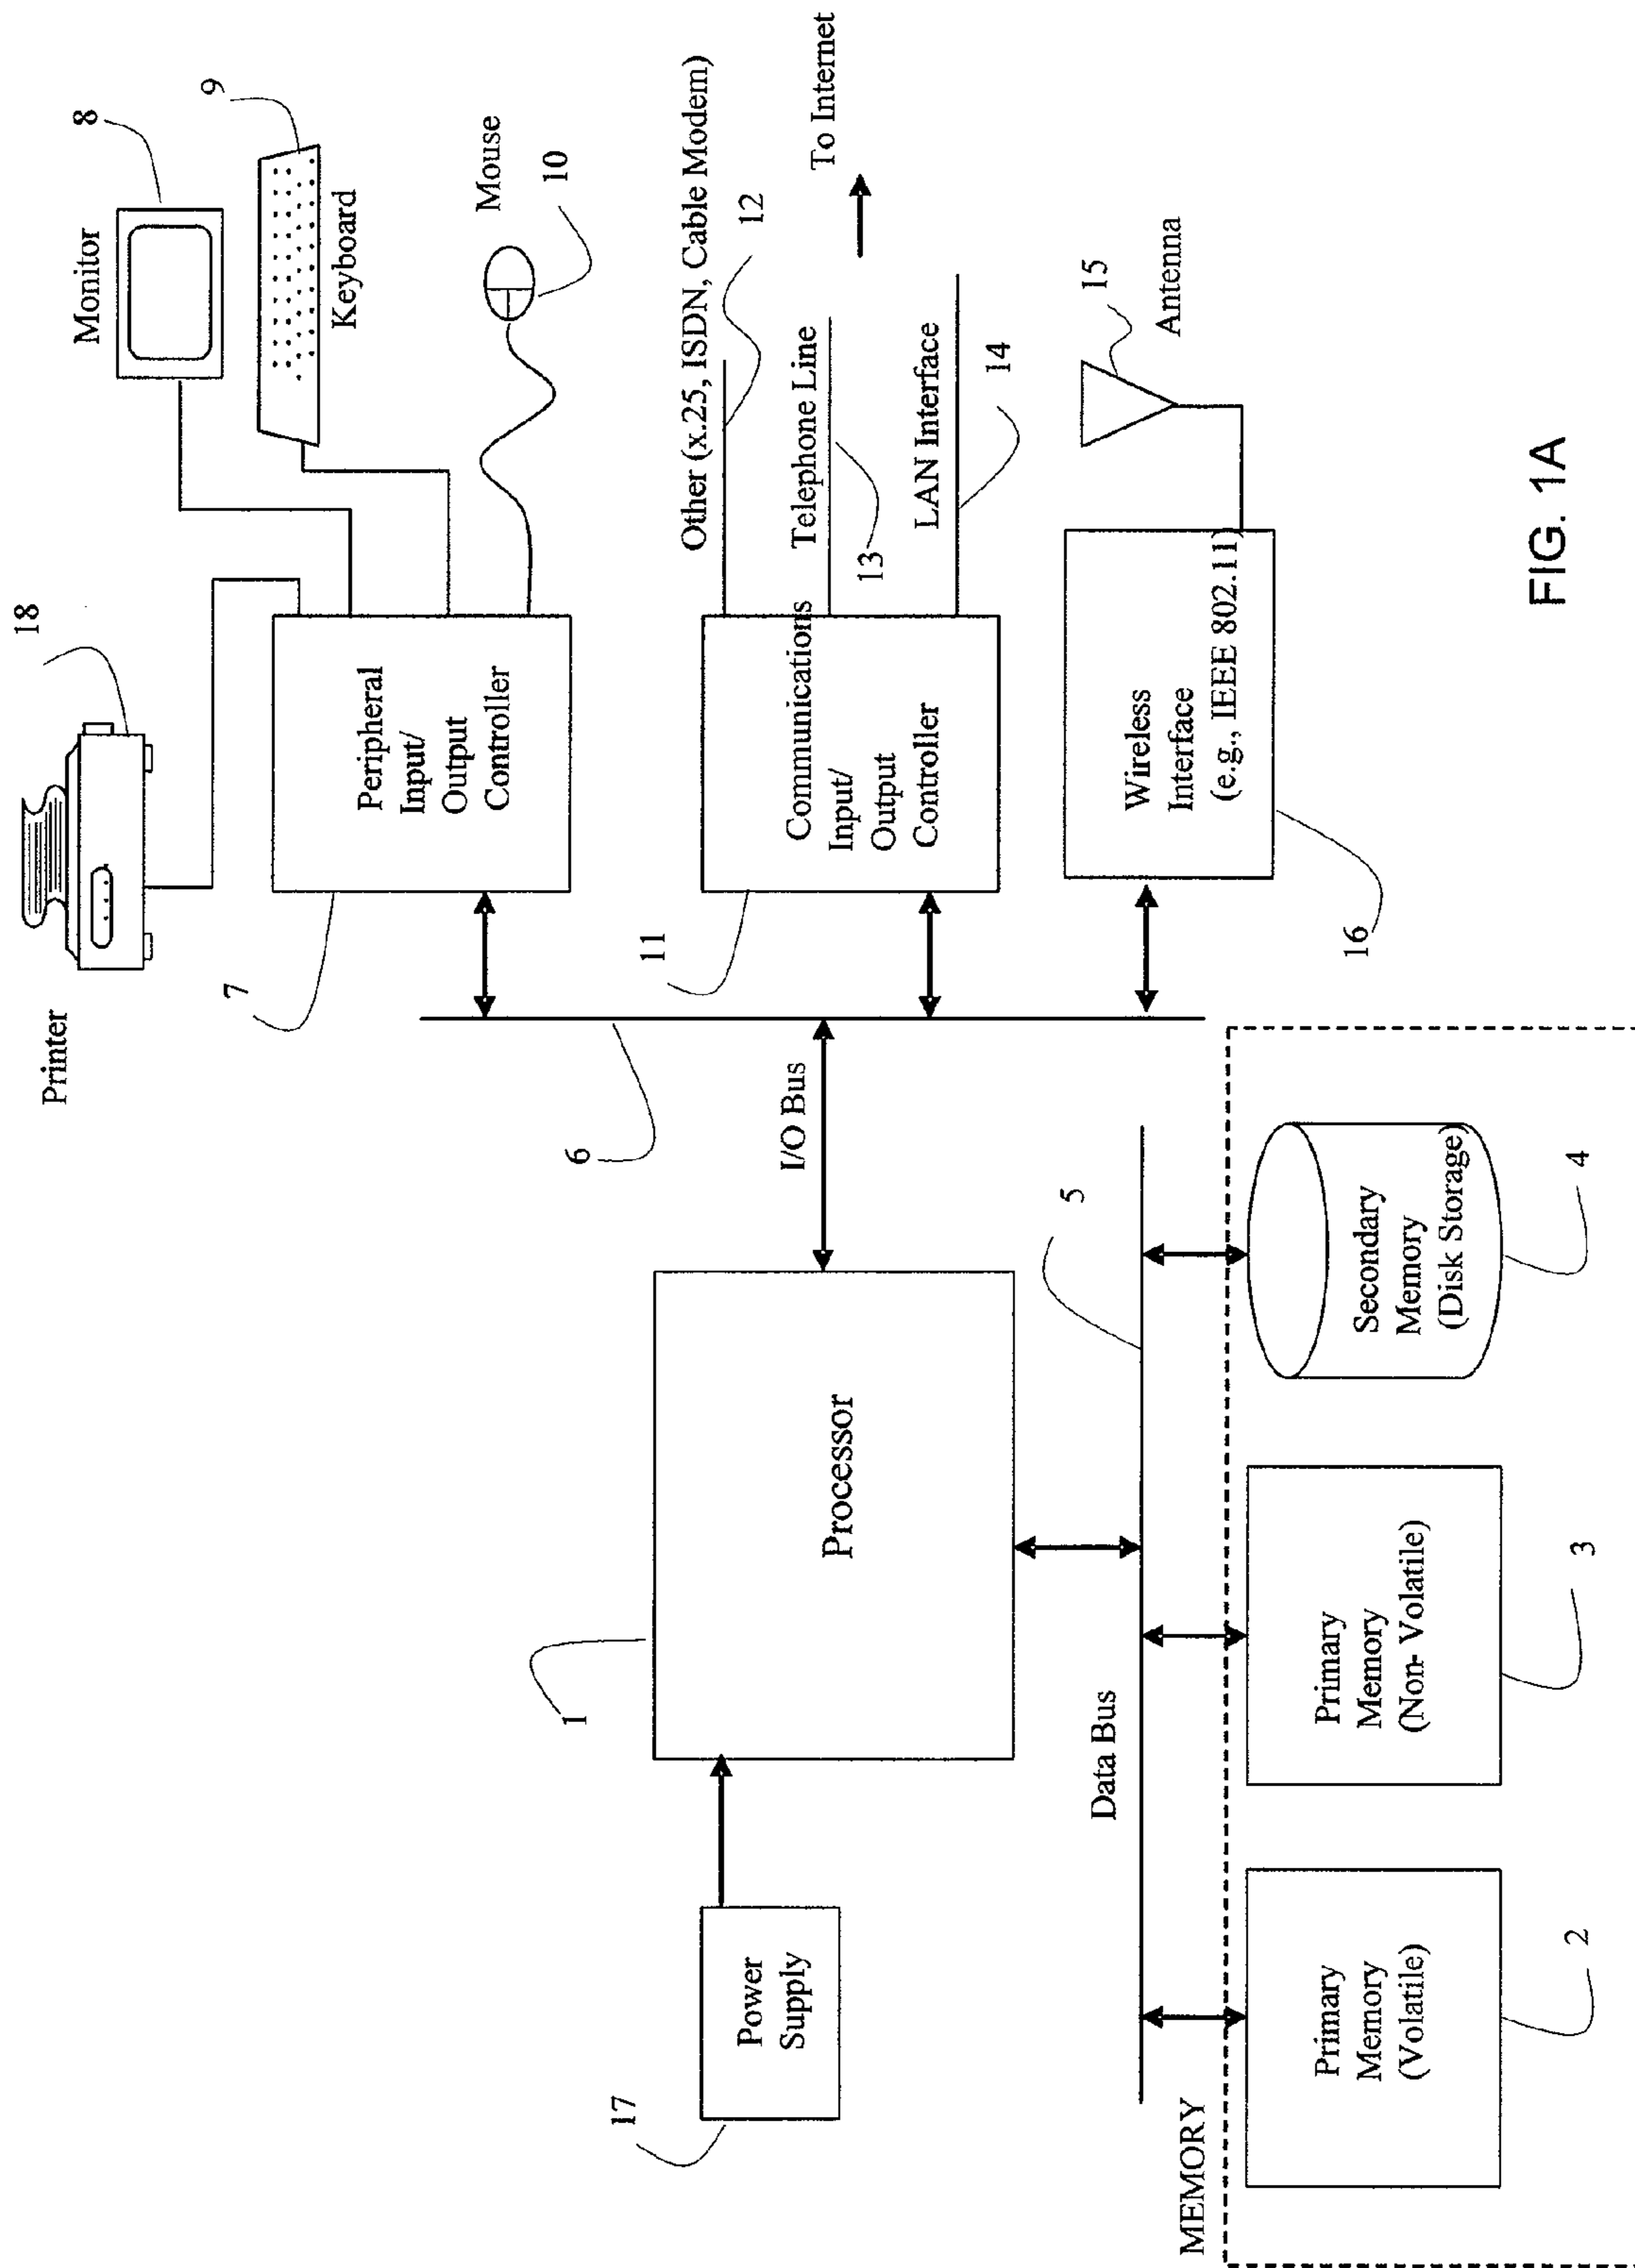 Printer
18
Monitor
8
9
Keyboard
Mouse
10
7
Peripheral
Input/
Output
Controller
6
I/O Bus
11
Communications
Input/
Output
Controller
Other (x.25, ISDN, Cable Modem)
12
Telephone Line
13
To Internet
LAN Interface
14
16
Wireless
Interface
(e.g., IEEE 802.11)
15
Antenna
1
Processor
17
Power
Supply
5
Data Bus
MEMORY
Primary
Memory
(Volatile)
2
Primary
Memory
(Non- Volatile)
3
Secondary
Memory
(Disk Storage)
4
FIG. 1A